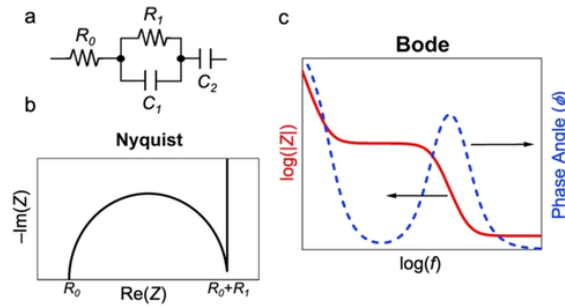 a
R₀
R₁
C₁
C₂
b
Nyquist
–Im(Z)
R₀
Re(Z)
R₀+R₁
c
Bode
log(|Z|)
Phase Angle (ϕ)
log(f)